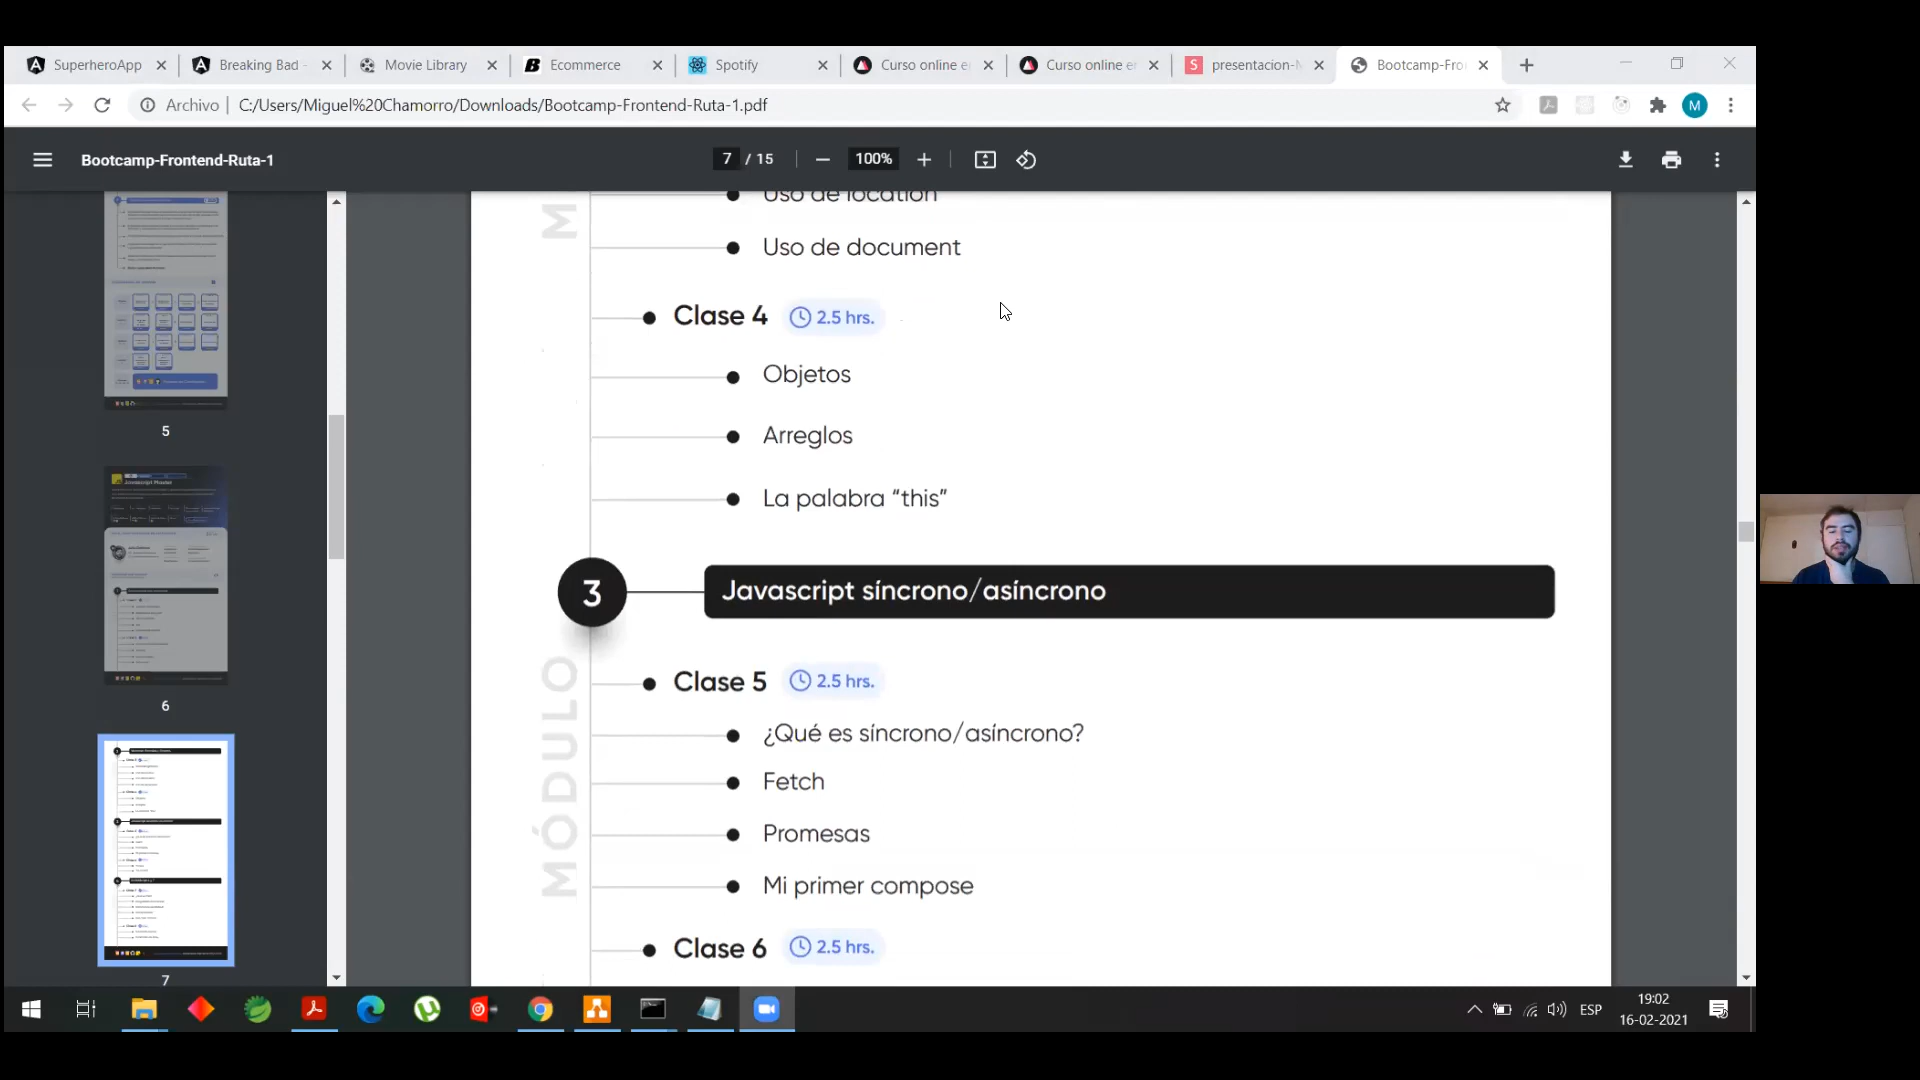 SuperheroApp
Breaking Bad -
Movie Library
Ecommerce
Spotify
Curso online e
Curso online e
presentacion-
Bootcamp-Fro
Archivo
C:/Users/Miguel%20Chamorro/Downloads/Bootcamp-Frontend-Ruta-1.pdf
M
Bootcamp-Frontend-Ruta-1
7 / 15
100%
5
6
7
M
Uso de location
Uso de document
Clase 4
2.5 hrs.
Objetos
Arreglos
La palabra “this”
3
Javascript síncrono/asíncrono
MÓDULO
Clase 5
2.5 hrs.
¿Qué es síncrono/asíncrono?
Fetch
Promesas
Mi primer compose
Clase 6
2.5 hrs.
ESP
19:02
16-02-2021